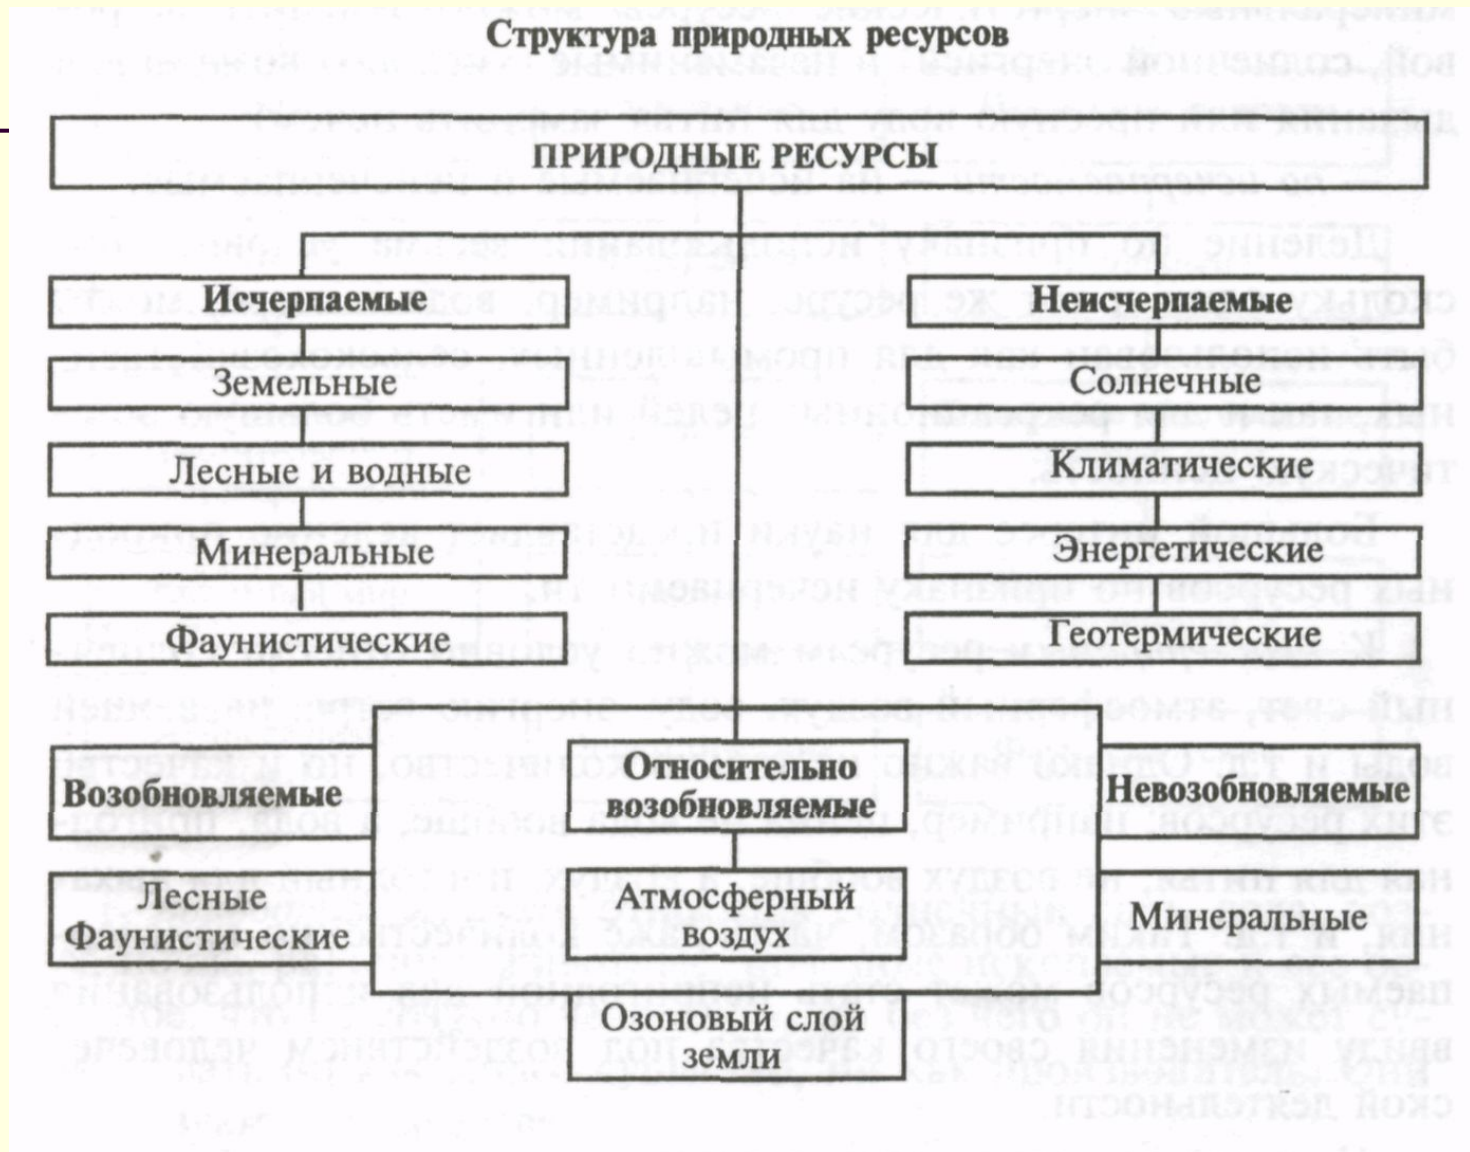 Структура природных ресурсов
ПРИРОДНЫЕ РЕСУРСЫ
Исчерпаемые
Земельные
Лесные и водные
Минеральные
Фаунистические
Неисчерпаемые
Солнечные
Климатические
Энергетические
Геотермические
Возобновляемые
Лесные
Фаунистические
Относительно
возобновляемые
Атмосферный
воздух
Озоновый слой
земли
Невозобновляемые
Минеральные